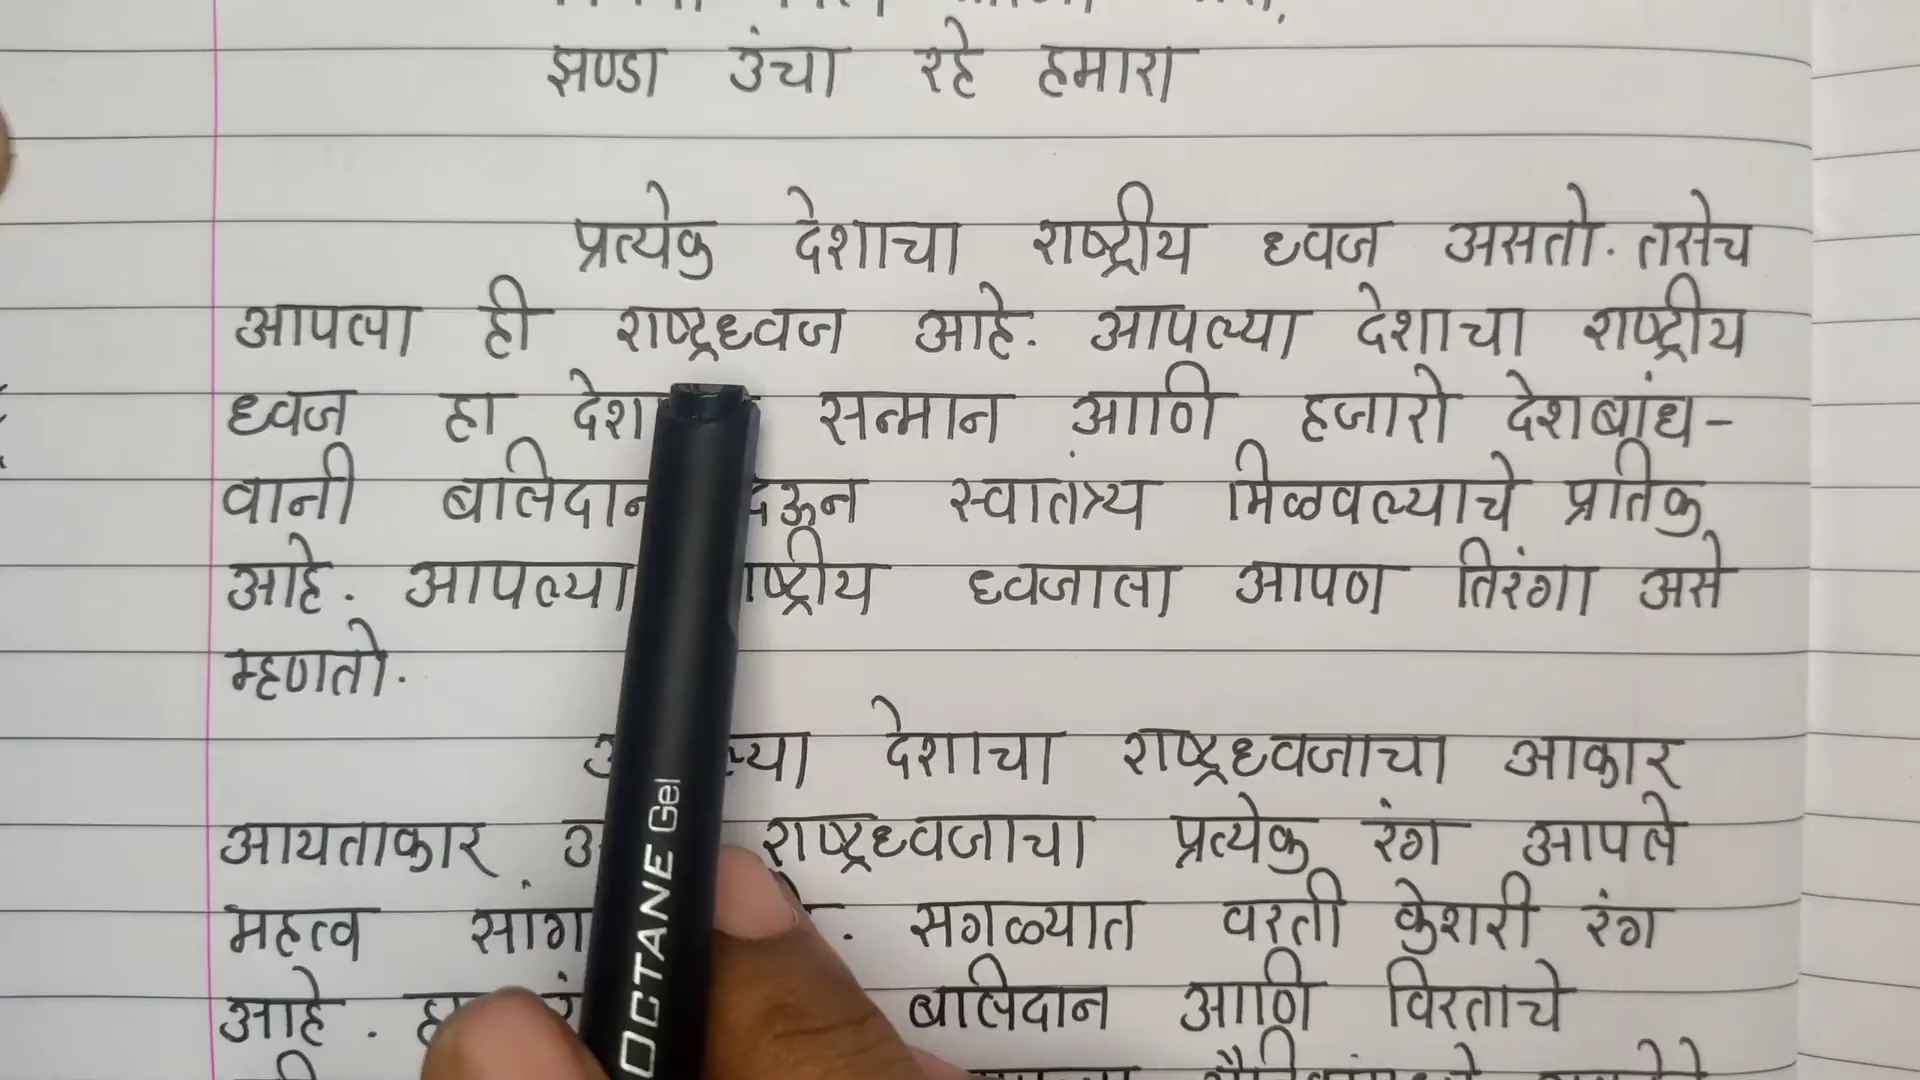 झण्डा उंचा रहे हमारा
प्रत्येक देशाचा राष्ट्रीय ध्वज असतो. तसेच
आपला ही राष्ट्रध्वज आहे. आपल्या देशाचा राष्ट्रीय
ध्वज हा देश सन्मान आणि हजारो देशबांध-
वानी बलिदान देऊन स्वातंत्र्य मिळवल्याचे प्रतिक
आहे. आपल्या राष्ट्रीय ध्वजाला आपण तिरंगा असे
म्हणतो.
देशाचा राष्ट्रध्वजाचा आकार
आयताकार राष्ट्रध्वजाचा प्रत्येक रंग आपले
महत्व सांग . सगळ्यात वरती केशरी रंग
आहे. बलिदान आणि विरताचे
OCTANE Gel